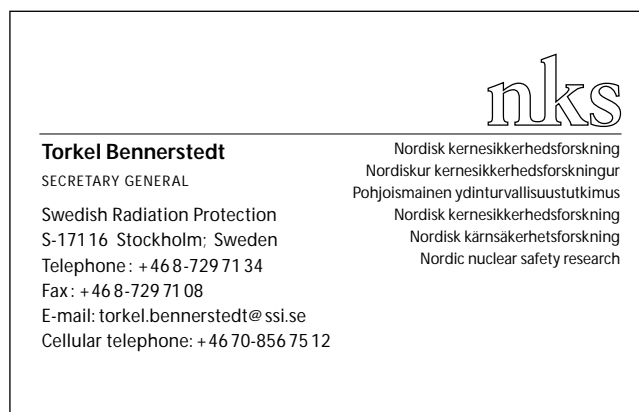 nks
Torkel Bennerstedt
SECRETARY GENERAL
Swedish Radiation Protection
S-171 16 Stockholm; Sweden
Telephone: +46 8-729 71 34
Fax: +46 8-729 71 08
E-mail: torkel.bennerstedt@ssi.se
Cellular telephone: +46 70-856 75 12
Nordisk kernesikkerhedsforskning
Nordiskur kernesikkerhedsforskningur
Pohjoismainen ydinturvallisuustutkimus
Nordisk kernesikkerhedsforskning
Nordisk kärnsäkerhetsforskning
Nordic nuclear safety research